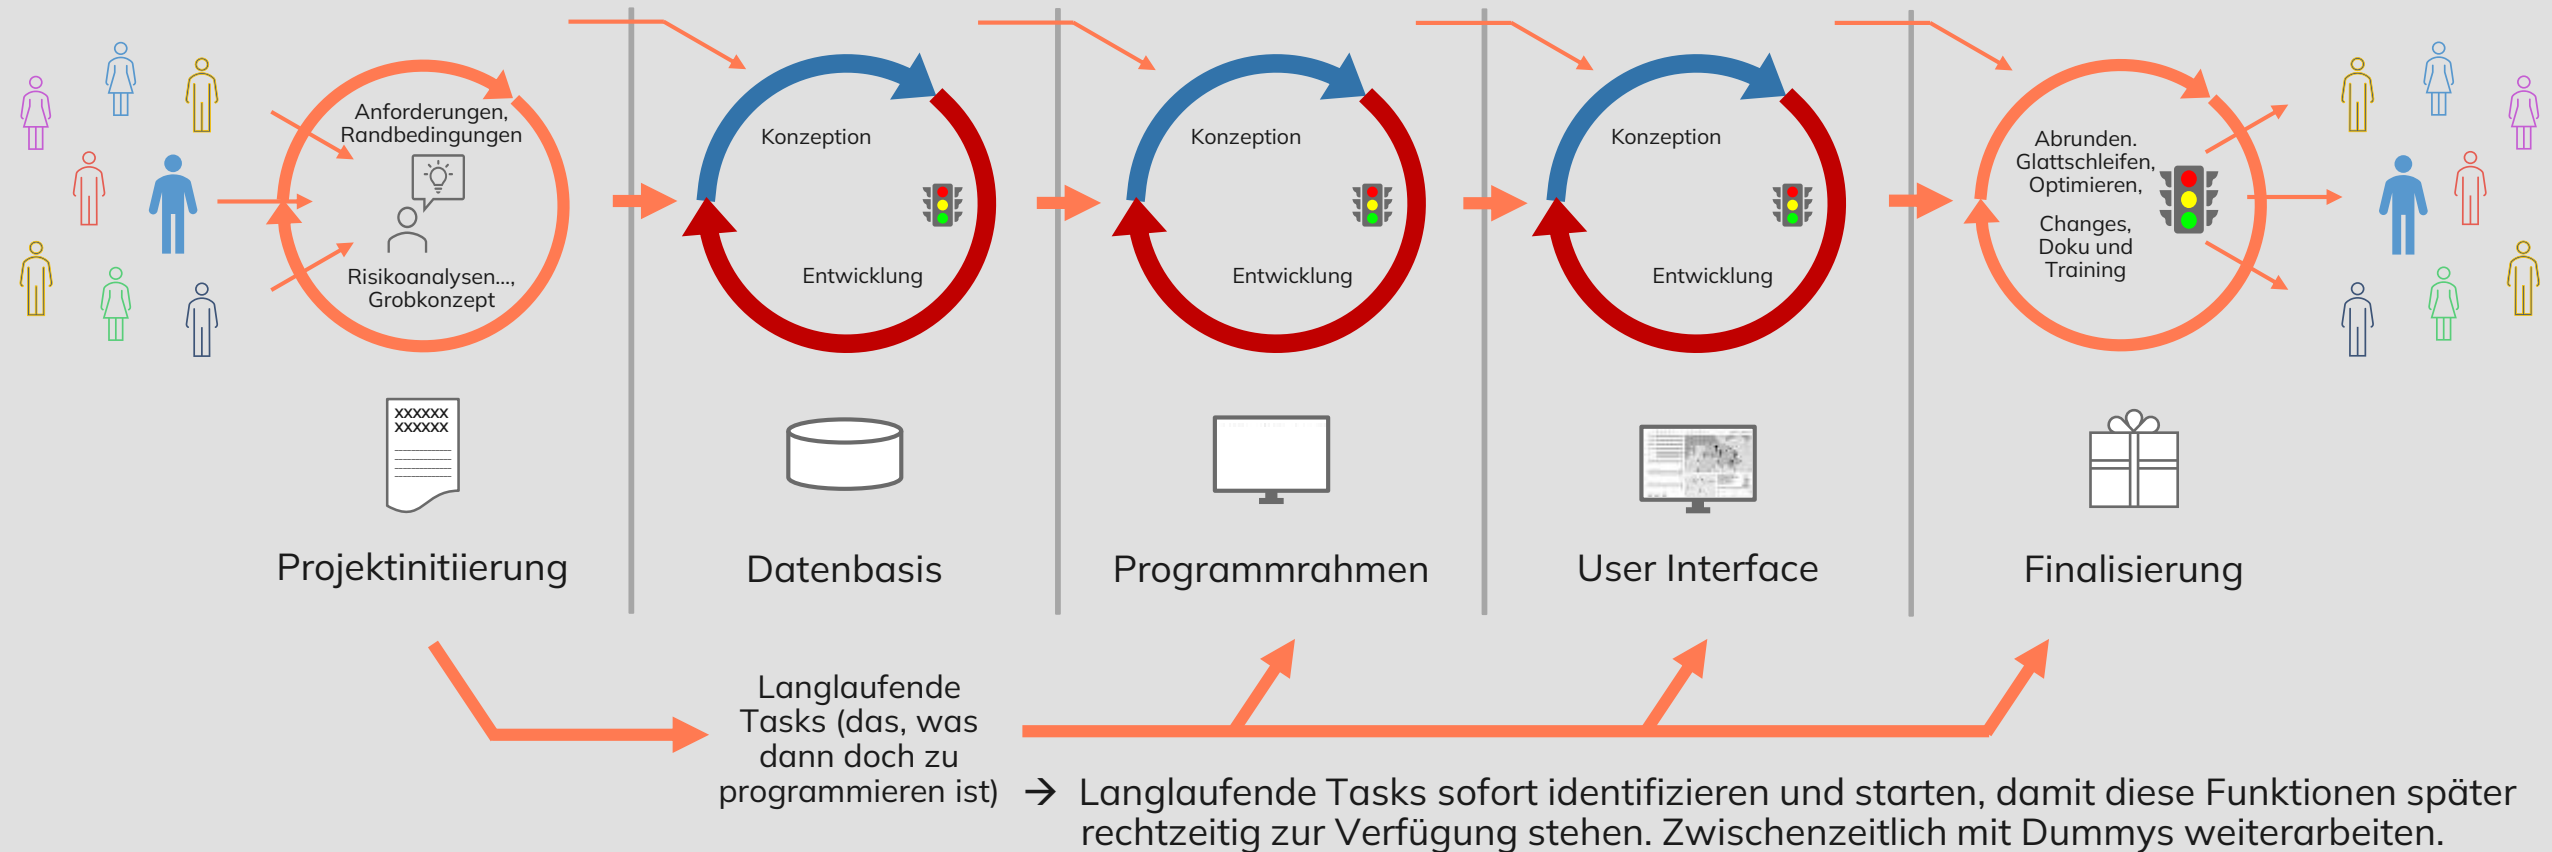 Anforderungen,
Randbedingungen
Risikoanalysen...,
Grobkonzept
XXXXXX
XXXXXX
Projektinitiierung
Konzeption
Entwicklung
Datenbasis
Konzeption
Entwicklung
Programmrahmen
Konzeption
Entwicklung
User Interface
Abrunden.
Glattschleifen,
Optimieren,
Changes,
Doku und
Training
Finalisierung
Langlaufende
Tasks (das, was
dann doch zu
programmieren ist)
→ Langlaufende Tasks sofort identifizieren und starten, damit diese Funktionen später
rechtzeitig zur Verfügung stehen. Zwischenzeitlich mit Dummys weiterarbeiten.